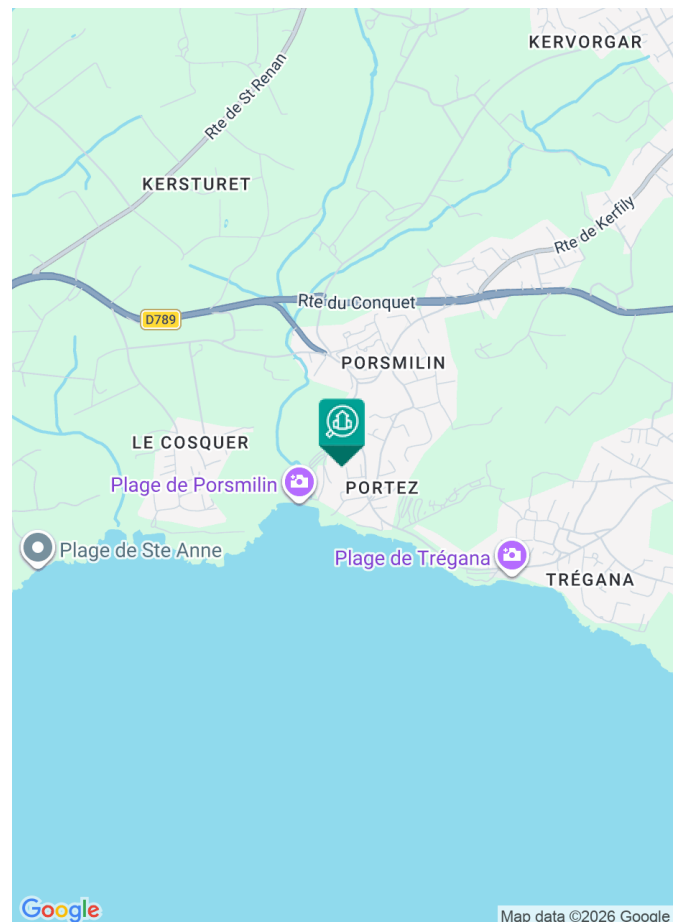 KERVORGAR
Rte de St Renan
KERSTURET
Rte de Kerfily
Rte du Conquet
D789
PORSMILIN
LE COSQUER
Plage de Porsmilin
PORTEZ
Plage de Ste Anne
Plage de Trégana
TRÉGANA
Google
Map data ©2026 Google